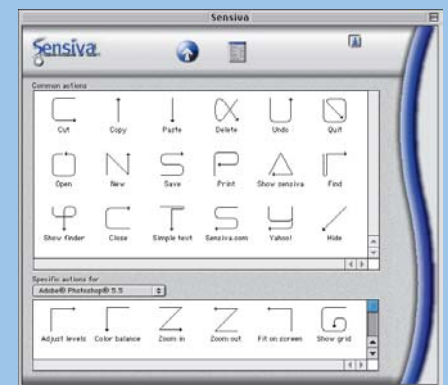 Sensiva
Sensiva
Common actions
Cut Copy Paste Delete Undo Quit
Open New Save Print Show sensiva Find
Show finder Close Simple text Sensiva.com Yahoo! Hide
Specific actions for
Adobe® Photoshop® 5.5
Adjust levels Color balance Zoom in Zoom out Fit on screen Show grid